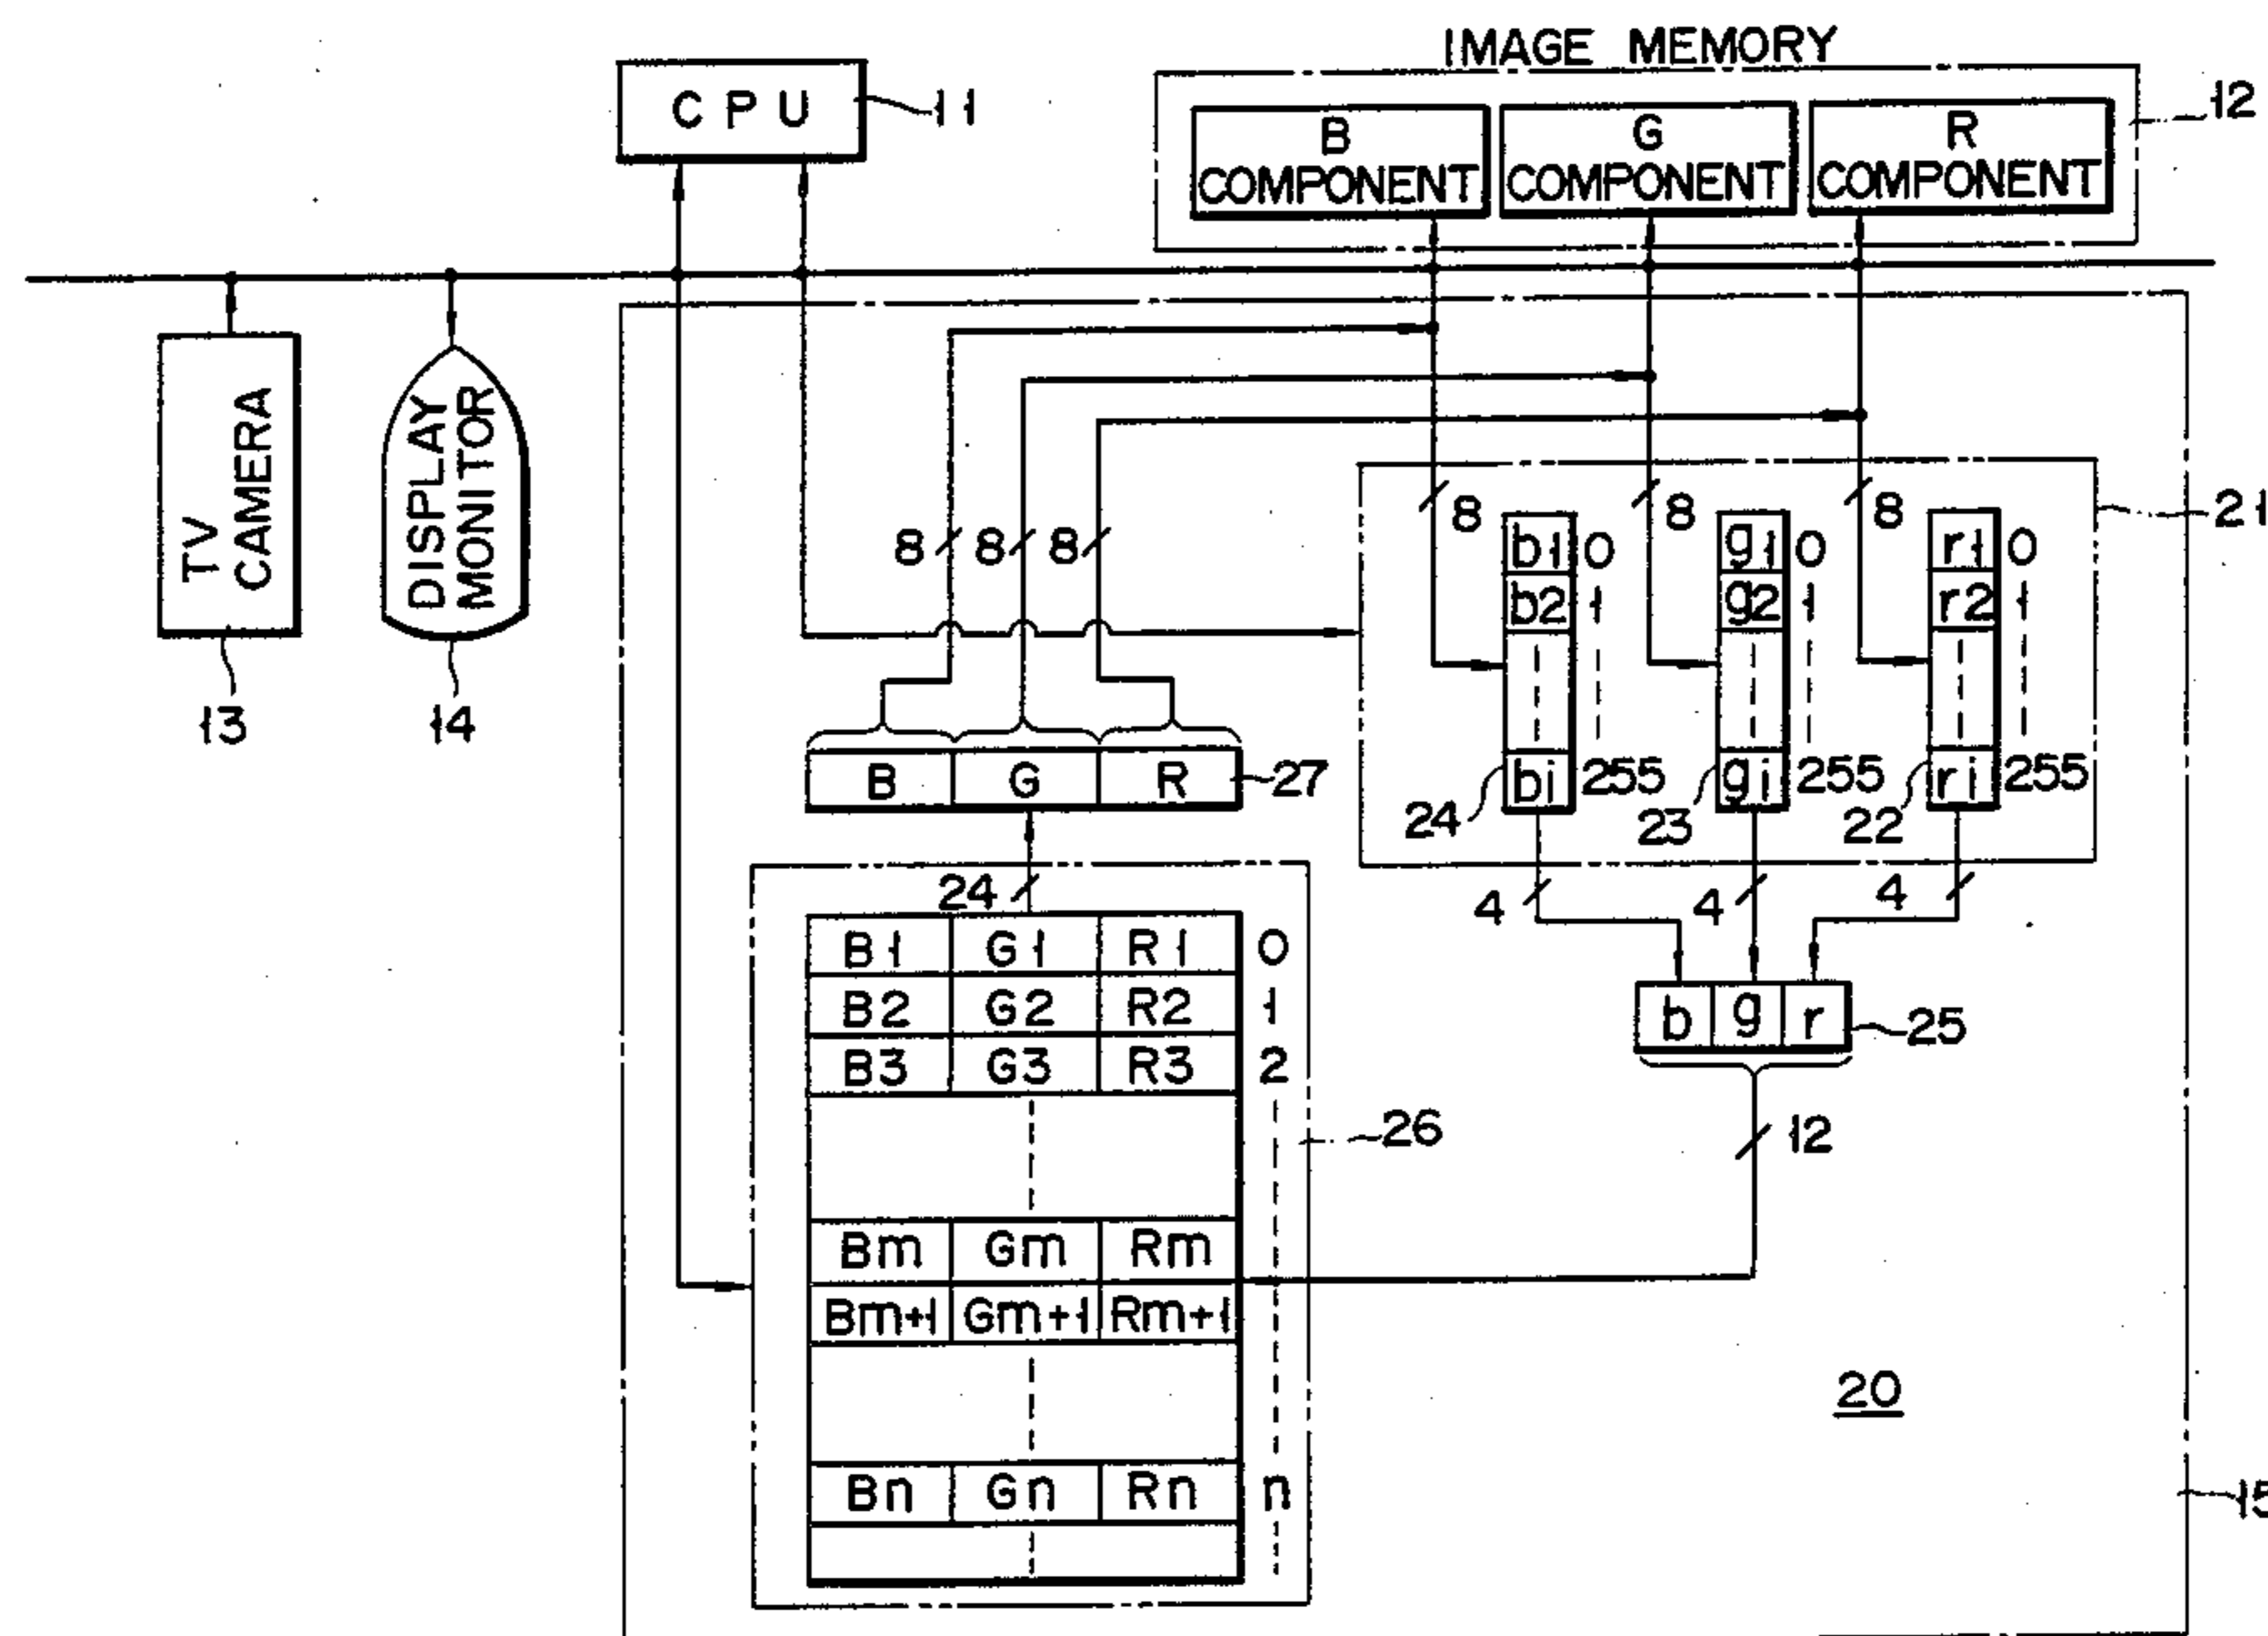 IMAGE MEMORY
CPU
11
B COMPONENT
G COMPONENT
R COMPONENT
12
TV CAMERA
13
DISPLAY MONITOR
14
8
8
8
8
8
8
21
b1 0
b2 1
bi 255
24
g1 0
g2 1
gi 255
23
r1 0
r2 1
ri 255
22
B G R
27
24
4
4
4
b g r
25
12
B1 G1 R1 0
B2 G2 R2 1
B3 G3 R3 2
26
Bm Gm Rm
Bm+1 Gm+1 Rm+1
Bn Gn Rn n
20
15